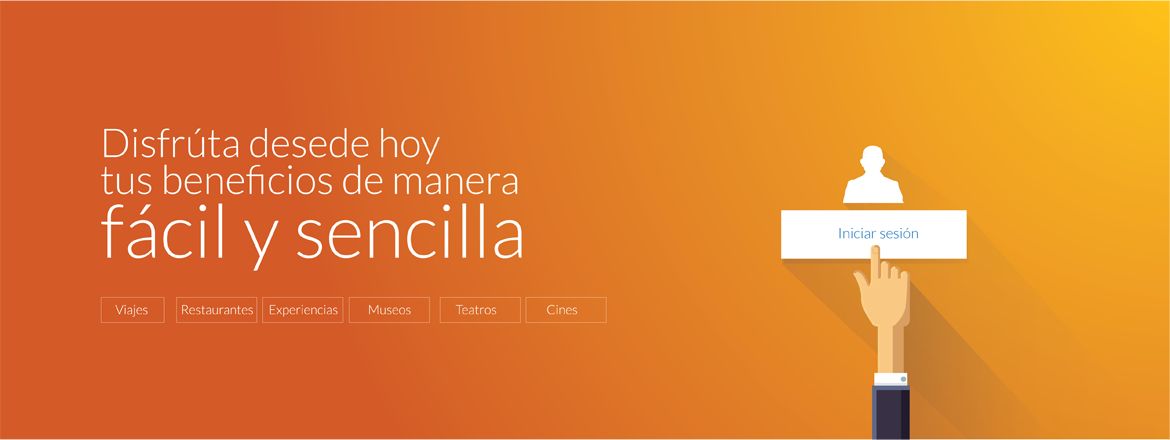 Disfrúta desede hoy
tus beneficios de manera
fácil y sencilla
Viajes Restaurantes Experiencias Museos Teatros Cines
Iniciar sesión